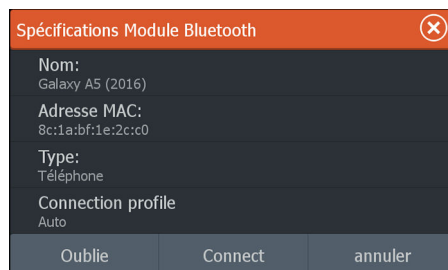 Spécifications Module Bluetooth
Nom:
Galaxy A5 (2016)
Adresse MAC:
8c:1a:bf:1e:2c:c0
Type:
Téléphone
Connection profile
Auto
Oublie Connect annuler